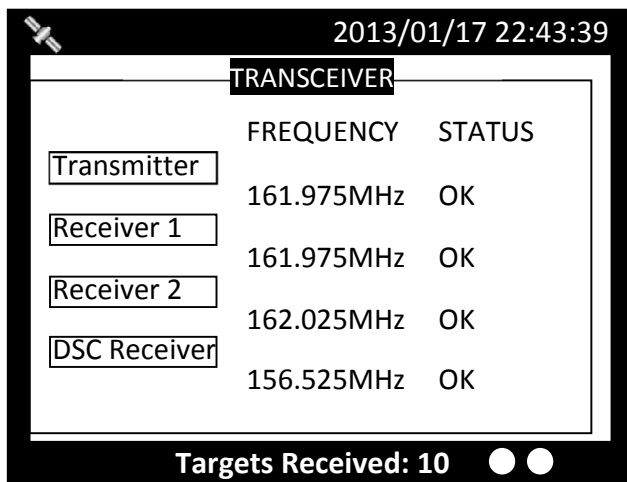 2013/01/17 22:43:39
TRANSCEIVER
FREQUENCY STATUS
Transmitter
161.975MHz OK
Receiver 1
161.975MHz OK
Receiver 2
162.025MHz OK
DSC Receiver
156.525MHz OK
Targets Received: 10